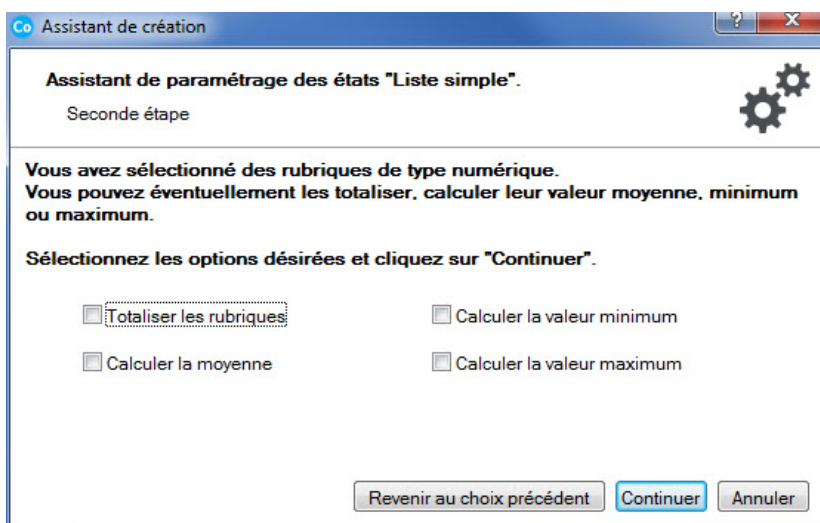 Co Assistant de création
?
X
Assistant de paramétrage des états "Liste simple".
Seconde étape
Vous avez sélectionné des rubriques de type numérique.
Vous pouvez éventuellement les totaliser, calculer leur valeur moyenne, minimum
ou maximum.
Sélectionnez les options désirées et cliquez sur "Continuer".
Totaliser les rubriques
Calculer la valeur minimum
Calculer la moyenne
Calculer la valeur maximum
Revenir au choix précédent
Continuer
Annuler